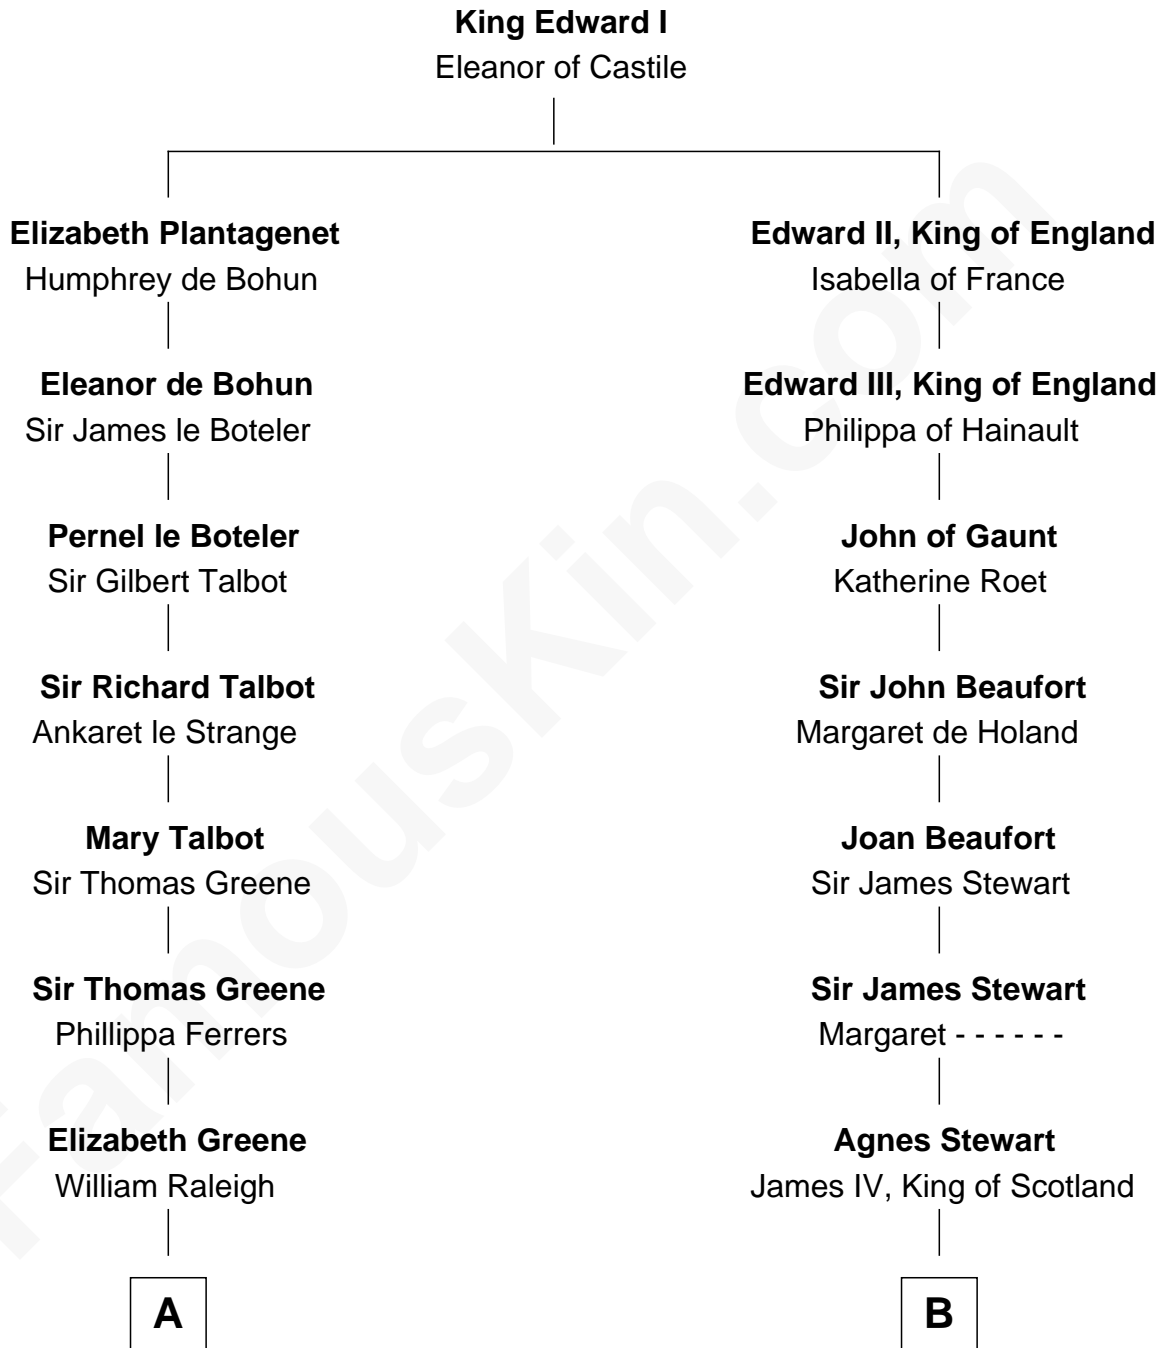 King Edward I
Eleanor of Castile
Elizabeth Plantagenet
Humphrey de Bohun
Eleanor de Bohun
Sir James le Boteler
Pernel le Boteler
Sir Gilbert Talbot
Sir Richard Talbot
Ankaret le Strange
Mary Talbot
Sir Thomas Greene
Sir Thomas Greene
Phillippa Ferrers
Elizabeth Greene
William Raleigh
A
Edward II, King of England
Isabella of France
Edward III, King of England
Philippa of Hainault
John of Gaunt
Katherine Roet
Sir John Beaufort
Margaret de Holand
Joan Beaufort
Sir James Stewart
Sir James Stewart
Margaret - - - - - -
Agnes Stewart
James IV, King of Scotland
B
FamousKin.com